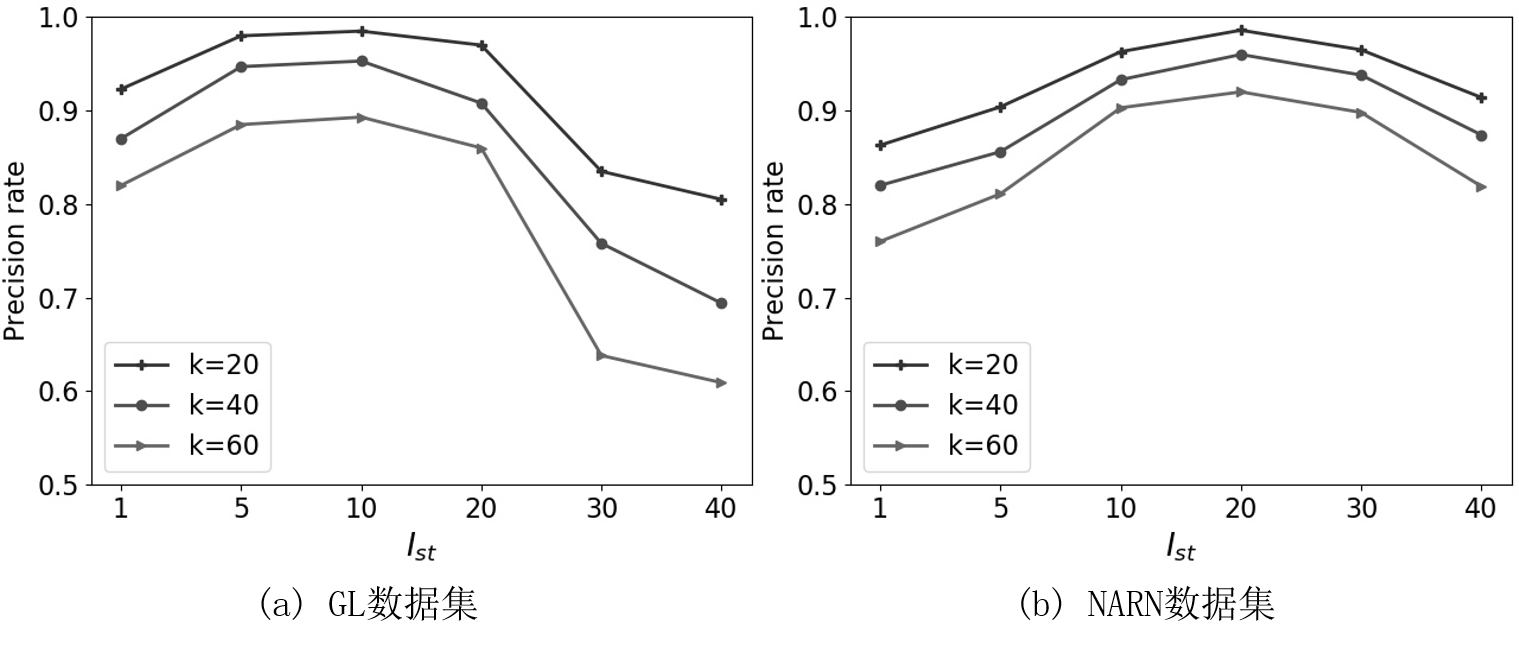 1.0
0.9
0.8
0.7
0.6
0.5
Precision rate
k=20
k=40
k=60
1 5 10 20 30 40
l_st
(a) GL数据集
1.0
0.9
0.8
0.7
0.6
0.5
Precision rate
k=20
k=40
k=60
1 5 10 20 30 40
l_st
(b) NARN数据集